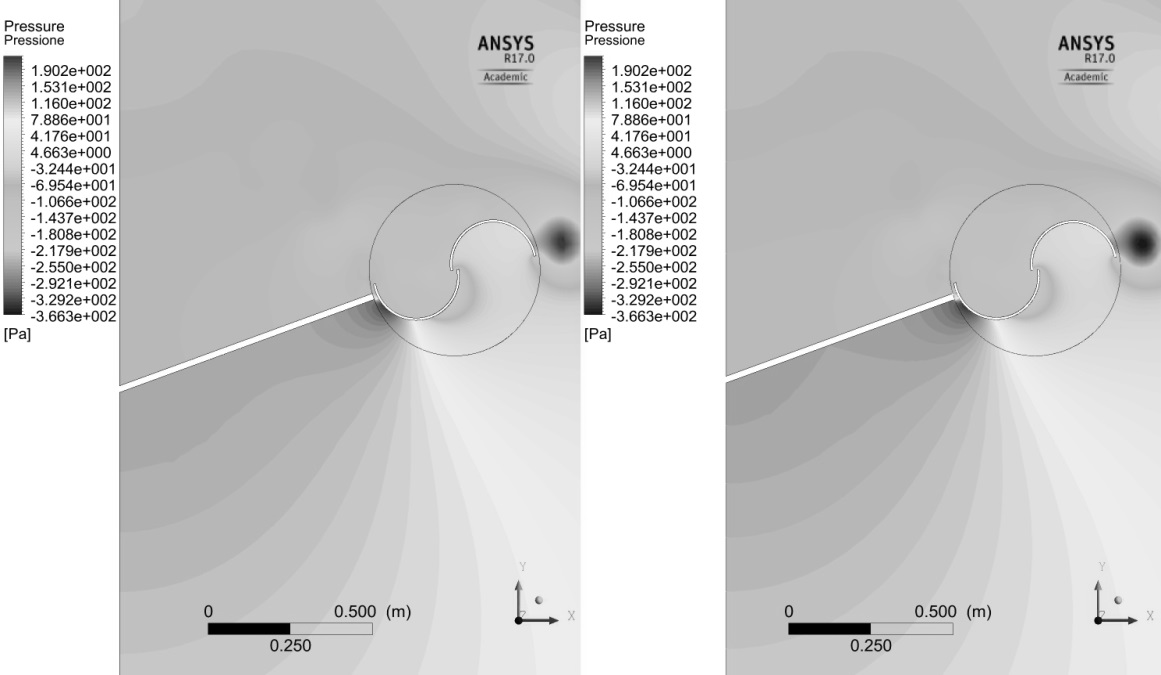 Pressure
Pressione
1.902e+002
1.531e+002
1.160e+002
7.886e+001
4.176e+001
4.663e+000
-3.244e+001
-6.954e+001
-1.066e+002
-1.437e+002
-1.808e+002
-2.179e+002
-2.550e+002
-2.921e+002
-3.292e+002
-3.663e+002
[Pa]
ANSYS
R17.0
Academic
Y
Z
X
0 0.500 (m)
0.250
Pressure
Pressione
1.902e+002
1.531e+002
1.160e+002
7.886e+001
4.176e+001
4.663e+000
-3.244e+001
-6.954e+001
-1.066e+002
-1.437e+002
-1.808e+002
-2.179e+002
-2.550e+002
-2.921e+002
-3.292e+002
-3.663e+002
[Pa]
ANSYS
R17.0
Academic
Y
Z
X
0 0.500 (m)
0.250